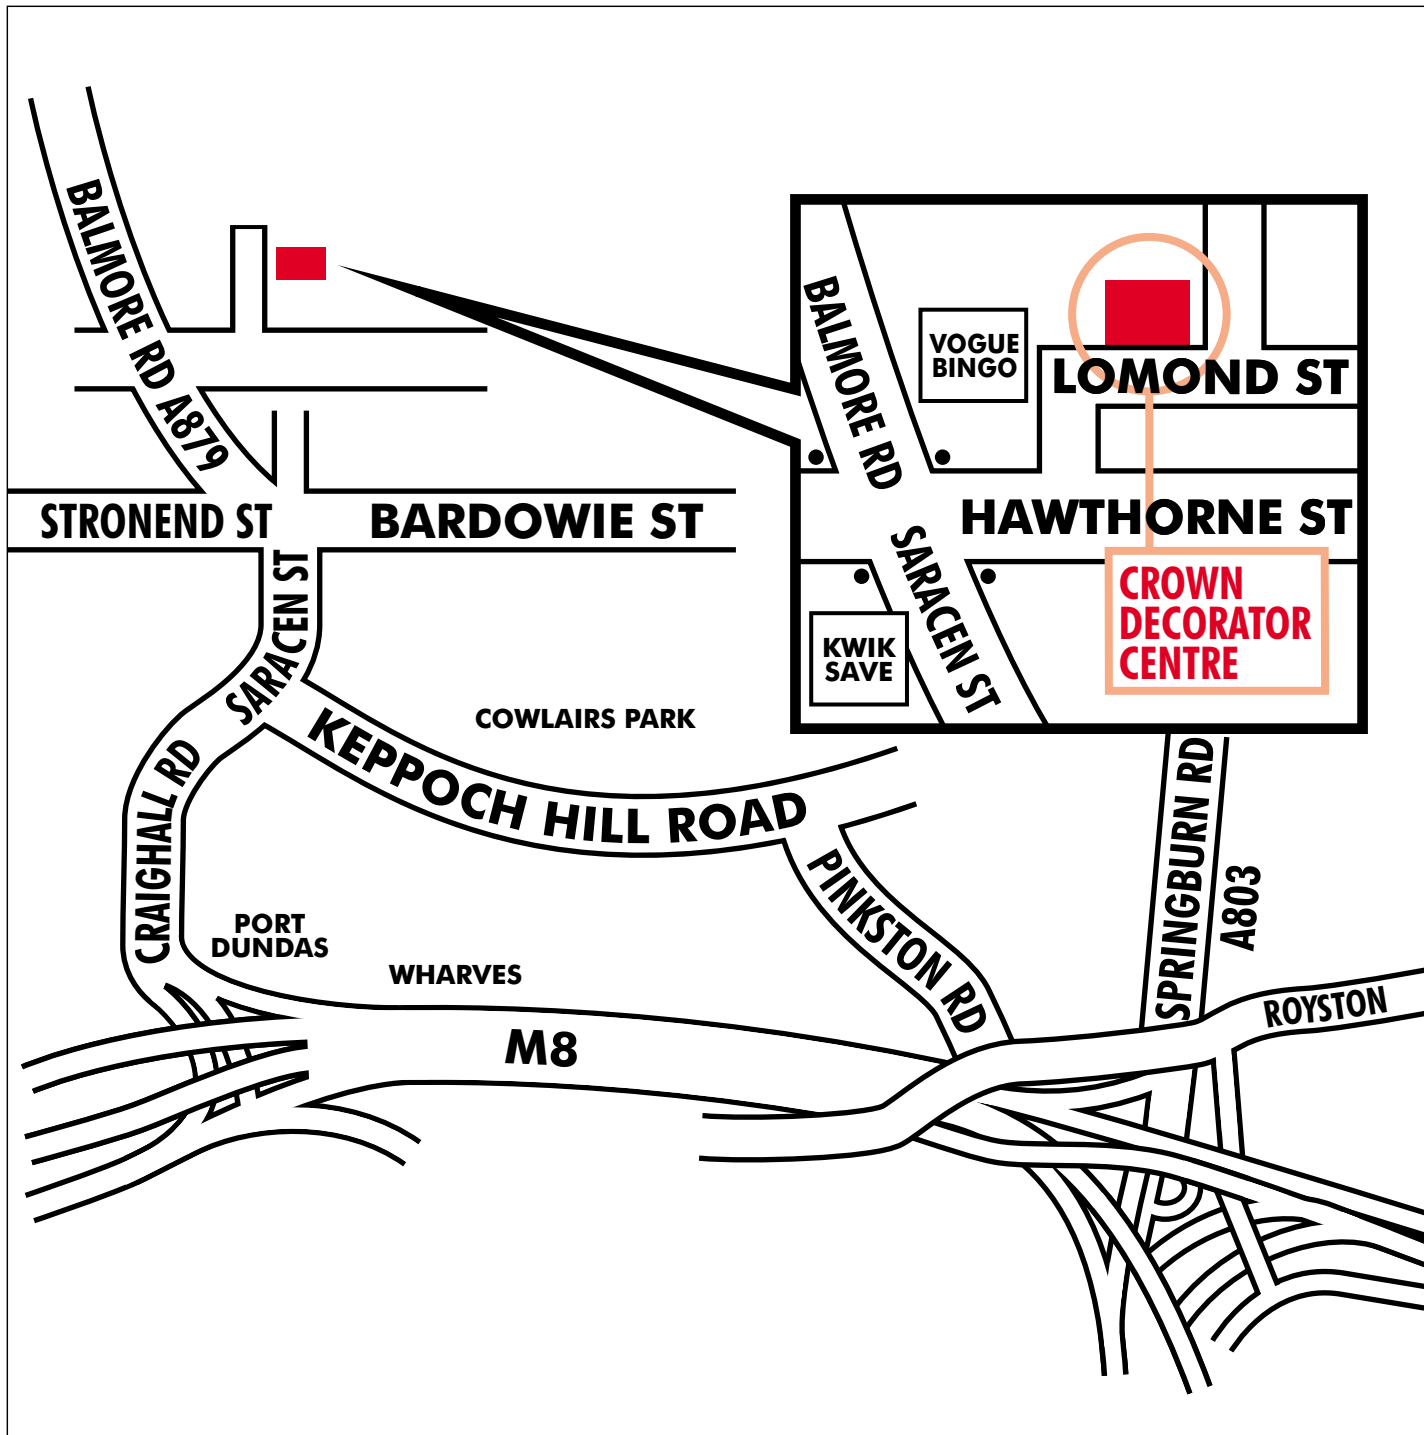 BALMORE RD A879
STRONEND ST
BARDOWIE ST
SARACEN ST
SARACEN ST
KEPPOCH HILL ROAD
COWLAIRS PARK
CRAIGHALL RD
PORT
DUNDAS
WHARVES
M8
PINKSTON RD
SPRINGBURN RD
A803
ROYSTON
BALMORE RD
VOGUE
BINGO
LOMOND ST
HAWTHORNE ST
SARACEN ST
KWIK
SAVE
CROWN
DECORATOR
CENTRE